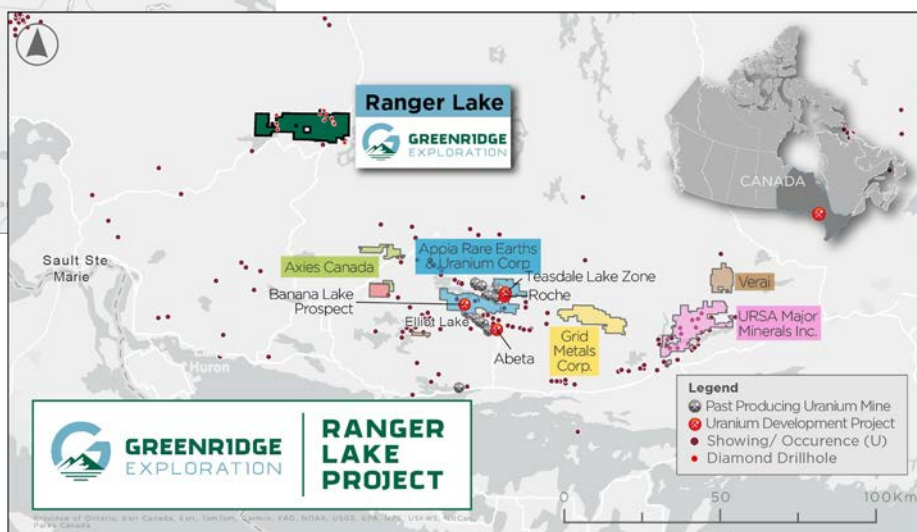 Ranger Lake
GREENRIDGE
EXPLORATION
CANADA
Sault Ste
Marie
Axies Canada
Appia Rare Earths
& Uranium Corp
Teasdale Lake Zone
Banana Lake
Prospect
Roche
Elliot Lake
Verai
URSA Major
Minerals Inc.
Grid
Metals
Corp.
Abeta
Huron
Legend
Past Producing Uranium Mine
Uranium Development Project
Showing/ Occurence (U)
Diamond Drillhole
GREENRIDGE
EXPLORATION
RANGER
LAKE
PROJECT
0 50 100Km
Parks Canada